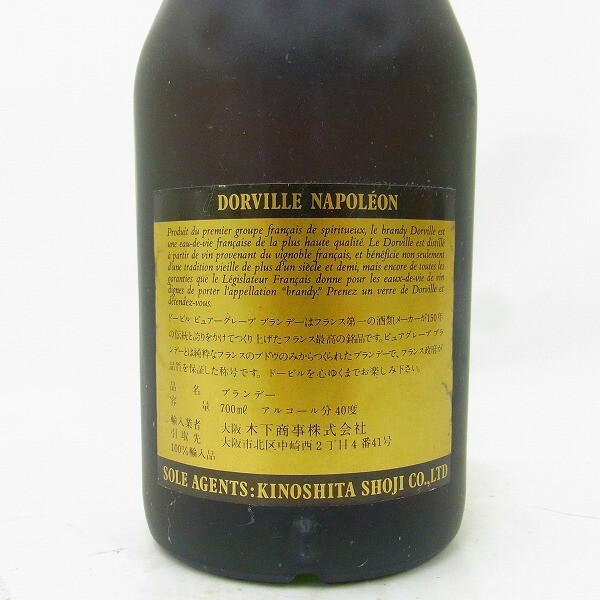 DORVILLE NAPOLÉON
Produit du premier groupe français de spiritueux, le brandy Dorville est
une eau-de-vie française de la plus haute qualité. Le Dorville est distillé
à partir de vin provenant du vignoble français, et bénéficie non seulement
d'une tradition vieille de plus d'un siècle et demi, mais encore de toutes les
garanties que le Législateur Français donne pour les eaux-de-vie de vin
dignes de porter l'appellation "brandy." Prenez un verre de Dorville et
détendez-vous.
ドービル ピュアーグレープ ブランデーはフランス第一の酒類メーカーが150年
の伝統と誇りをかけてつくり上げたフランス最高の銘品です。ピュアーグレープ ブラ
ンデーとは純粋なフランスのブドウのみからつくられたブランデーで、フランス政府が
品質を保証した称号です。ドービルを心ゆくまでお楽しみ下さい。
品 名 ブランデー
容 量 700mℓ アルコール分 40度
輸入業者 大阪 木下商事株式会社
引取先 大阪市北区中崎西2丁目4番41号
100%輸入品
SOLE AGENTS: KINOSHITA SHOJI CO.,LTD